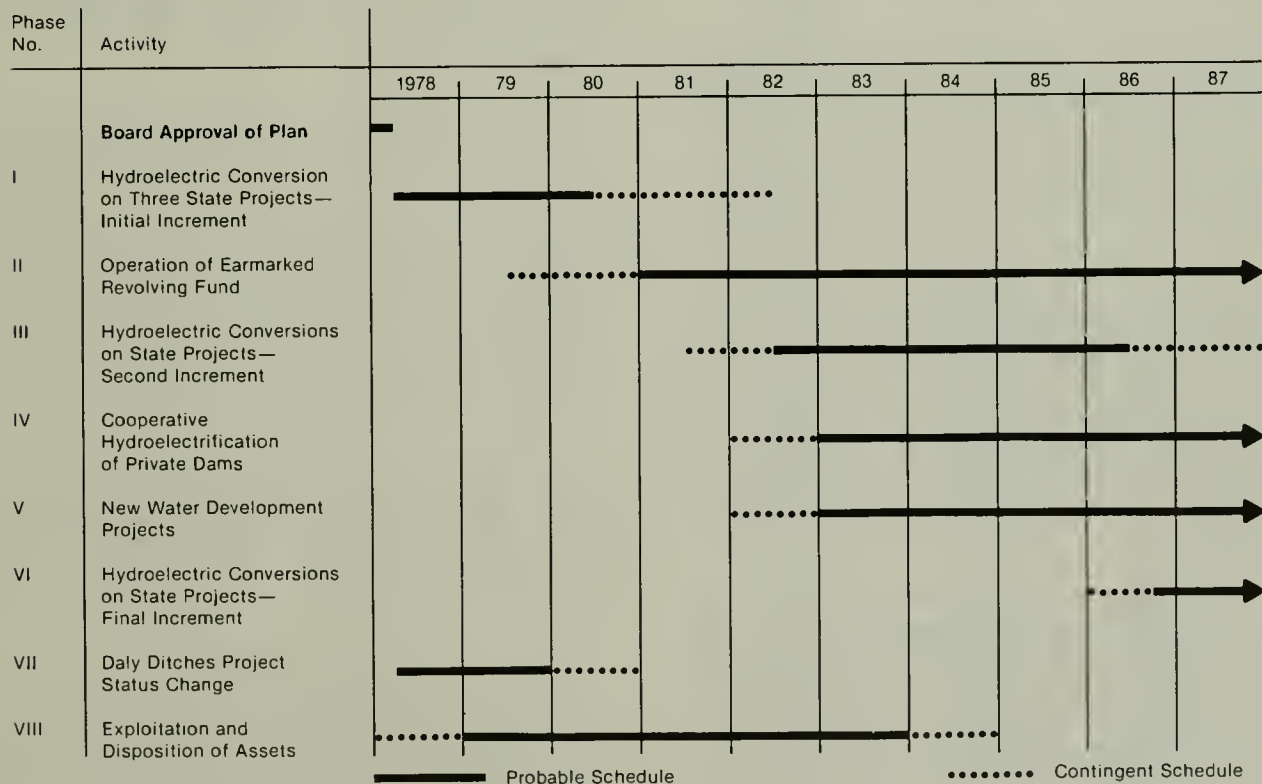 Phase
No.
Activity
1978 79 80 81 82 83 84 85 86 87
Board Approval of Plan
I
Hydroelectric Conversion
on Three State Projects—
Initial Increment
II
Operation of Earmarked
Revolving Fund
III
Hydroelectric Conversions
on State Projects—
Second Increment
IV
Cooperative
Hydroelectrification
of Private Dams
V
New Water Development
Projects
VI
Hydroelectric Conversions
on State Projects—
Final Increment
VII
Daly Ditches Project
Status Change
VIII
Exploitation and
Disposition of Assets
Probable Schedule
Contingent Schedule